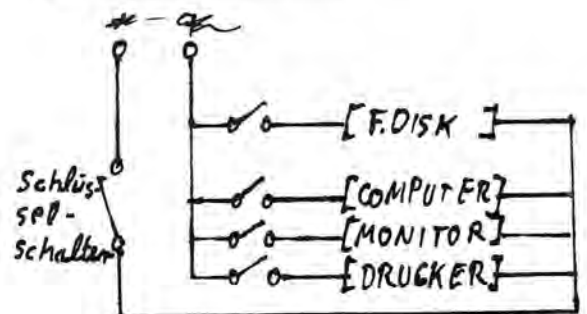 [F.DISK ]
Schlüs
sel-
schalter
[COMPUTER]
[MONITOR]
[DRUCKER]